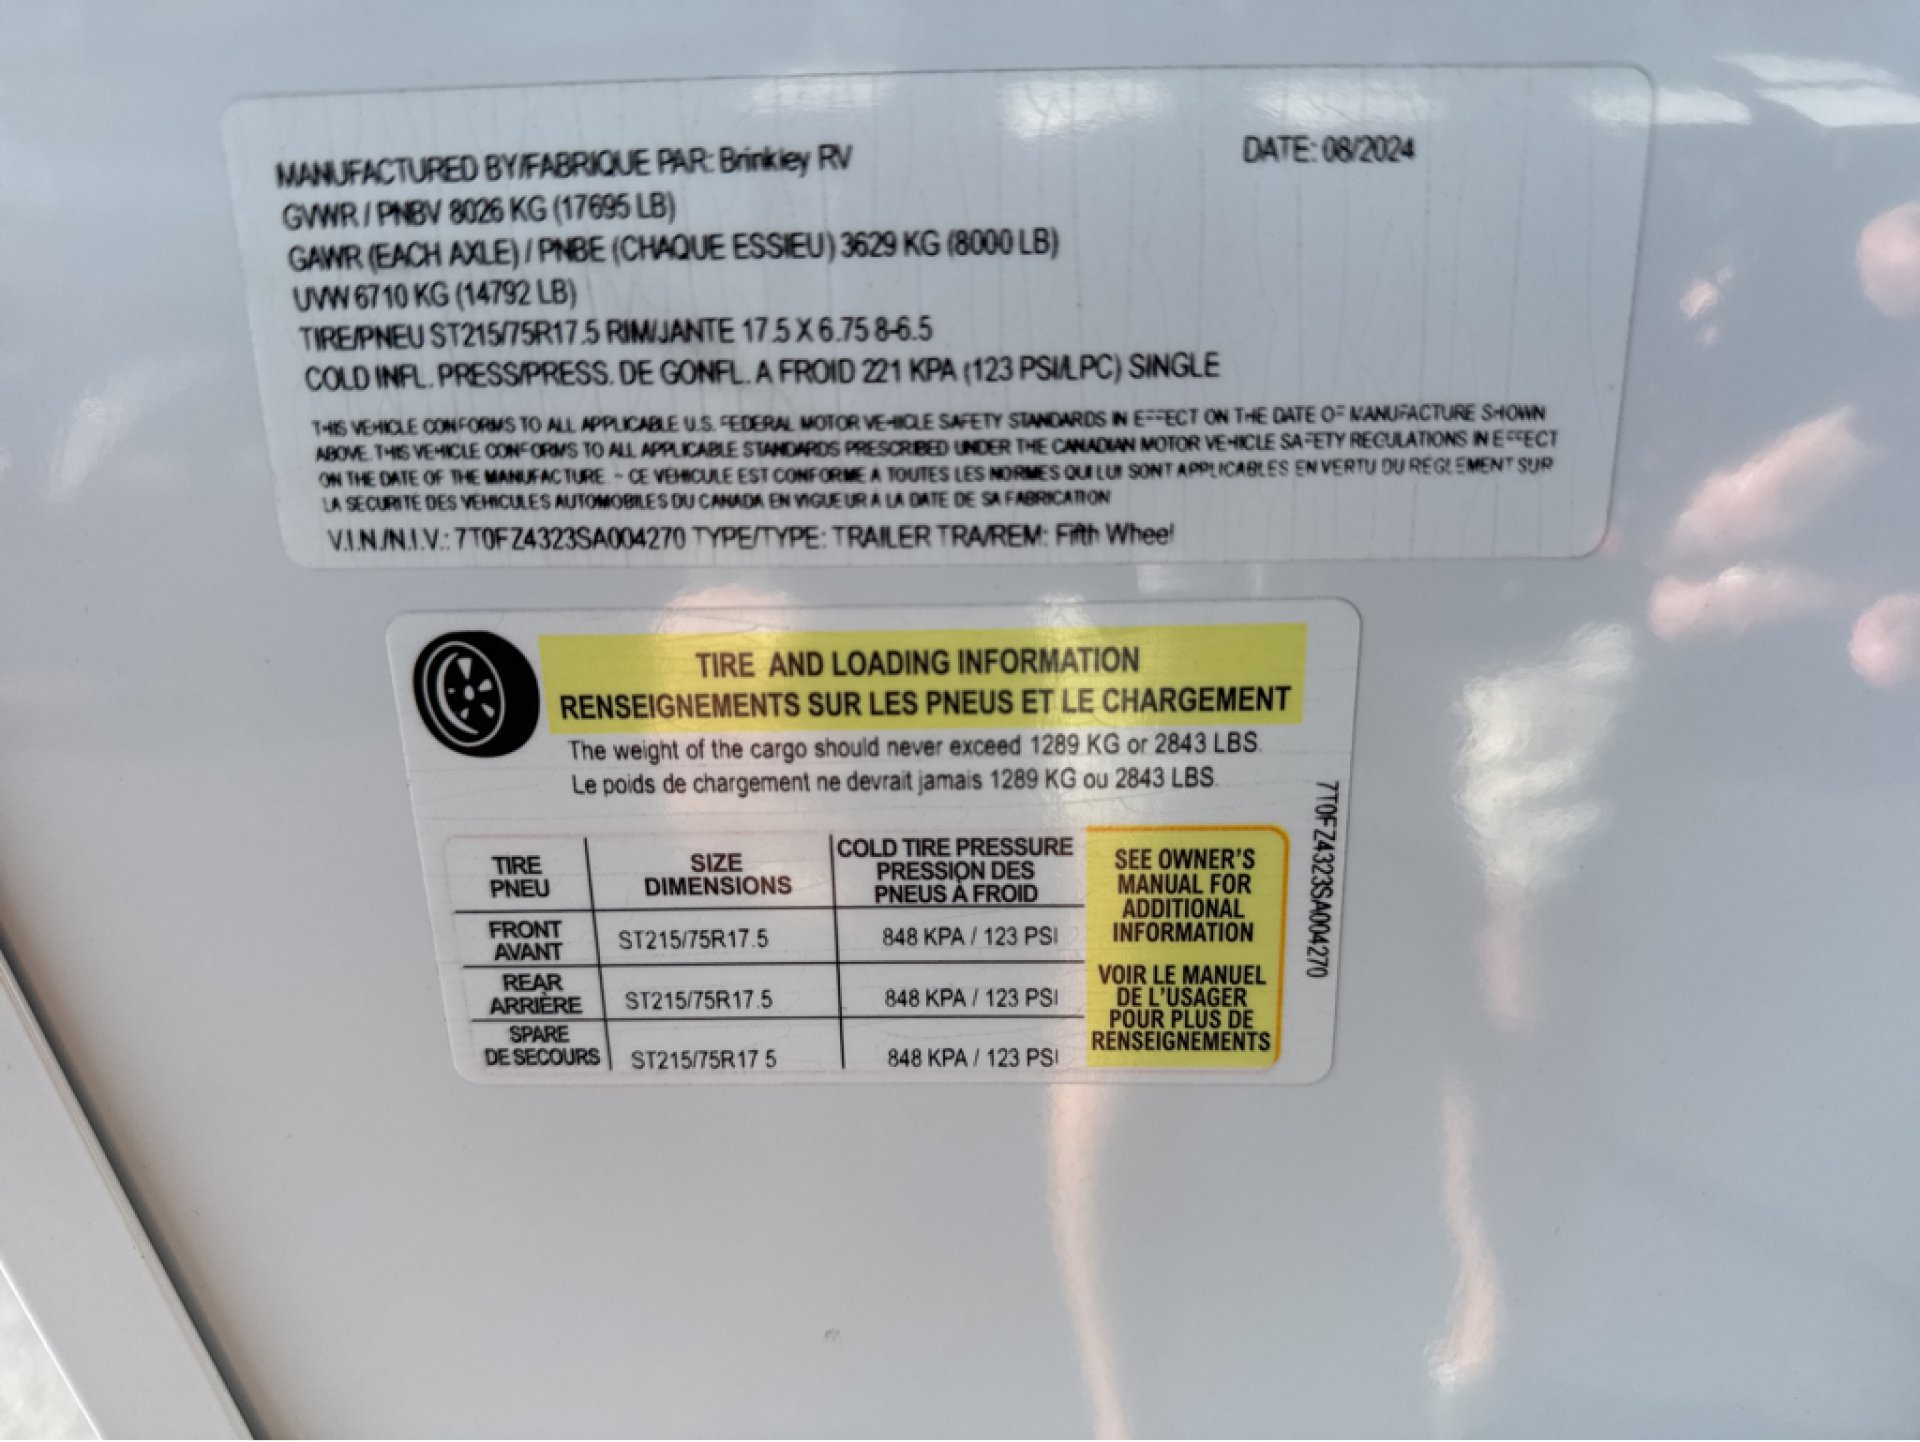 MANUFACTURED BY/FABRIQUE PAR: Brinkley RV DATE: 08/2024
GVWR / PNBV 8026 KG (17695 LB)
GAWR (EACH AXLE) / PNBE (CHAQUE ESSIEU) 3629 KG (8000 LB)
UVW 6710 KG (14792 LB)
TIRE/PNEU ST215/75R17.5 RIM/JANTE 17.5 X 6.75 8-6.5
COLD INFL. PRESS/PRESS. DE GONFL. A FROID 221 KPA (123 PSI/LPC) SINGLE
THIS VEHICLE CONFORMS TO ALL APPLICABLE U.S. FEDERAL MOTOR VEHICLE SAFETY STANDARDS IN EFFECT ON THE DATE OF MANUFACTURE SHOWN
ABOVE. THIS VEHICLE CONFORMS TO ALL APPLICABLE STANDARDS PRESCRIBED UNDER THE CANADIAN MOTOR VEHICLE SAFETY REGULATIONS IN EFFECT
ON THE DATE OF THE MANUFACTURE. - CE VEHICULE EST CONFORME A TOUTES LES NORMES QUI LUI SONT APPLICABLES EN VERTU DU REGLEMENT SUR
LA SECURITE DES VEHICULES AUTOMOBILES DU CANADA EN VIGUEUR A LA DATE DE SA FABRICATION
V.I.N./N.I.V.: 7T0FZ4323SA004270 TYPE/TYPE: TRAILER TRA/REM: Fifth Wheel
TIRE AND LOADING INFORMATION
RENSEIGNEMENTS SUR LES PNEUS ET LE CHARGEMENT
The weight of the cargo should never exceed 1289 KG or 2843 LBS.
Le poids de chargement ne devrait jamais 1289 KG ou 2843 LBS.
TIRE
PNEU
SIZE
DIMENSIONS
COLD TIRE PRESSURE
PRESSION DES
PNEUS À FROID
FRONT
AVANT
ST215/75R17.5
848 KPA / 123 PSI
REAR
ARRIÈRE
ST215/75R17.5
848 KPA / 123 PSI
SPARE
DE SECOURS
ST215/75R17.5
848 KPA / 123 PSI
SEE OWNER'S
MANUAL FOR
ADDITIONAL
INFORMATION
VOIR LE MANUEL
DE L'USAGER
POUR PLUS DE
RENSEIGNEMENTS
7T0FZ4323SA004270